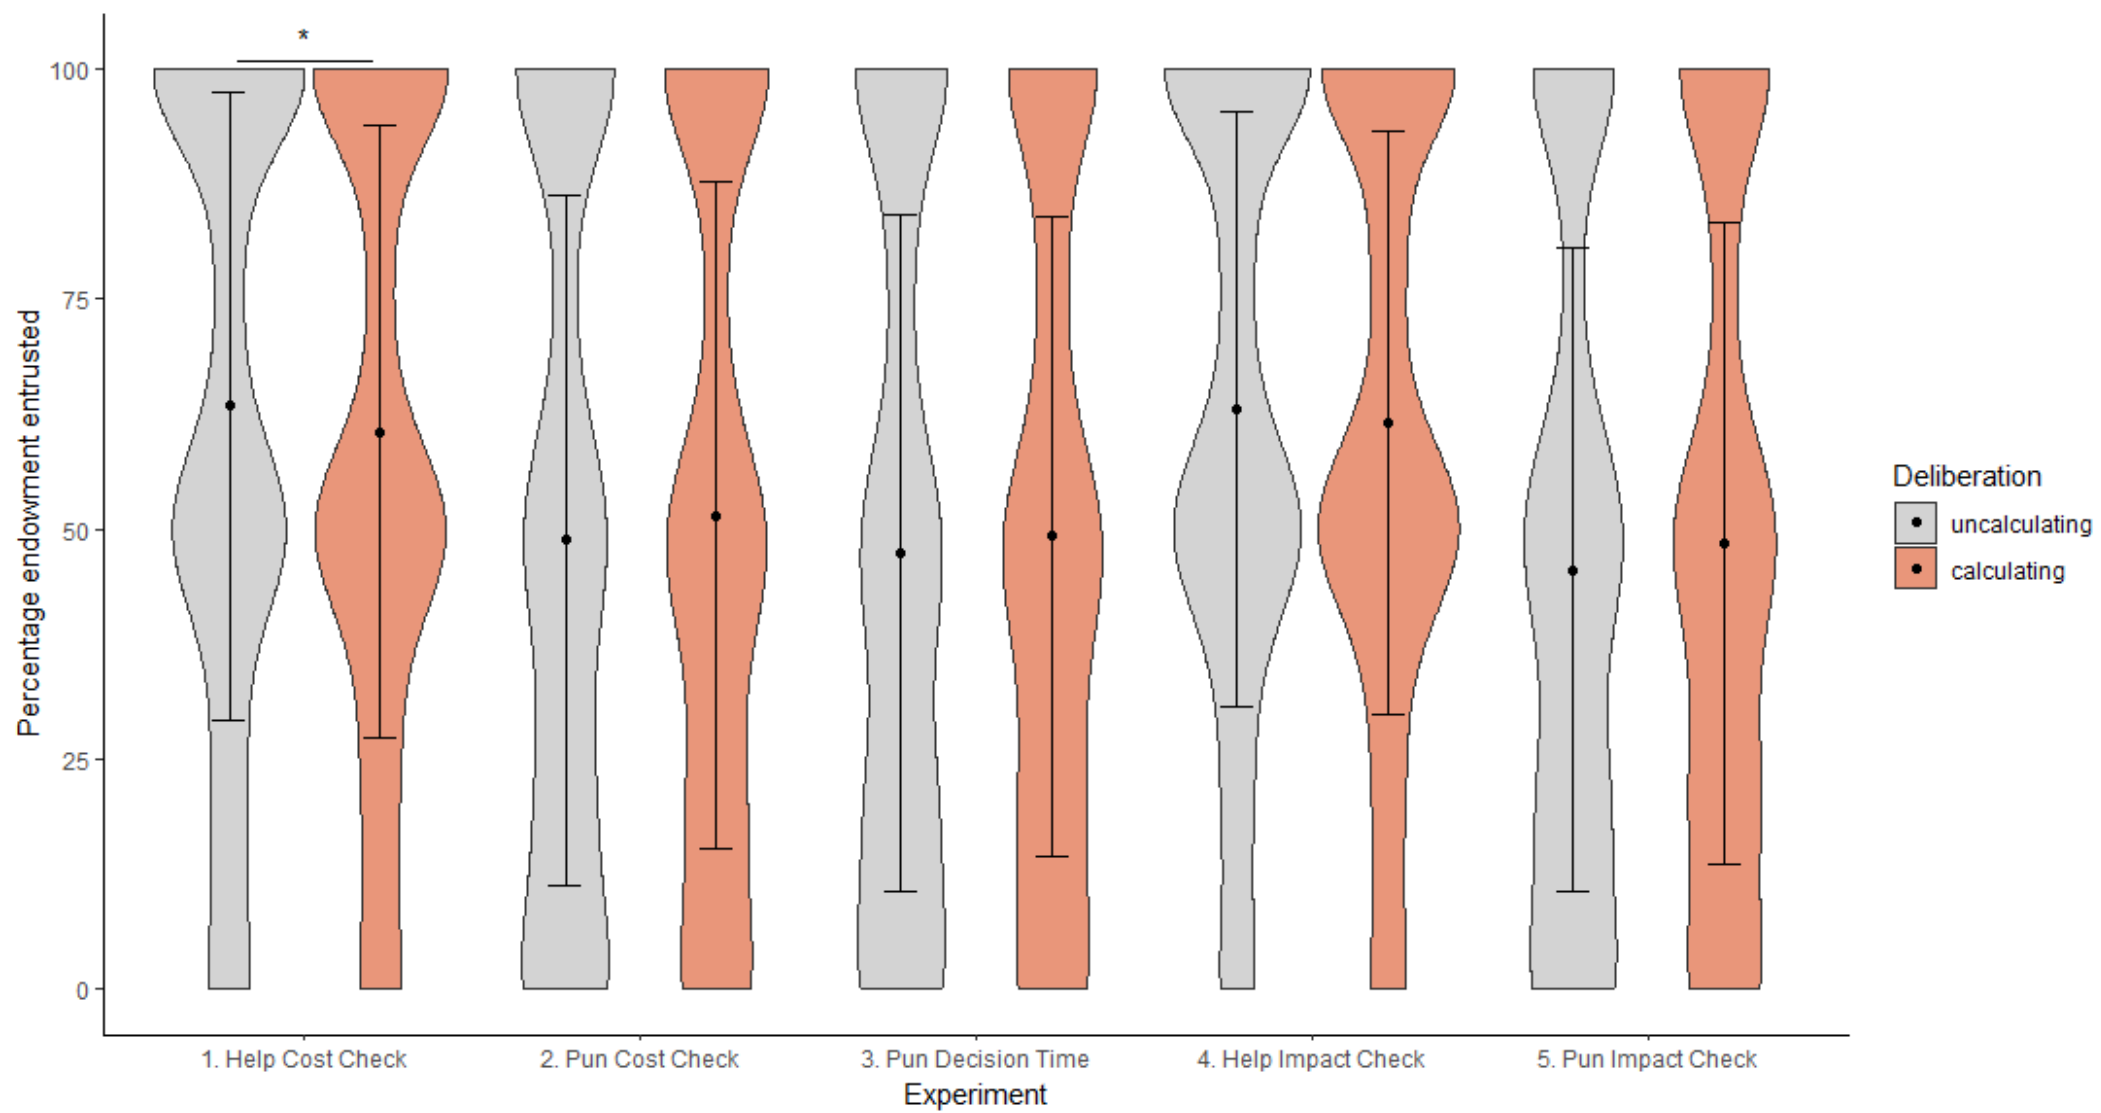 *
100
75
50
25
0
Percentage endowment entrusted
1. Help Cost Check
2. Pun Cost Check
3. Pun Decision Time
4. Help Impact Check
5. Pun Impact Check
Experiment
Deliberation
uncalculating
calculating